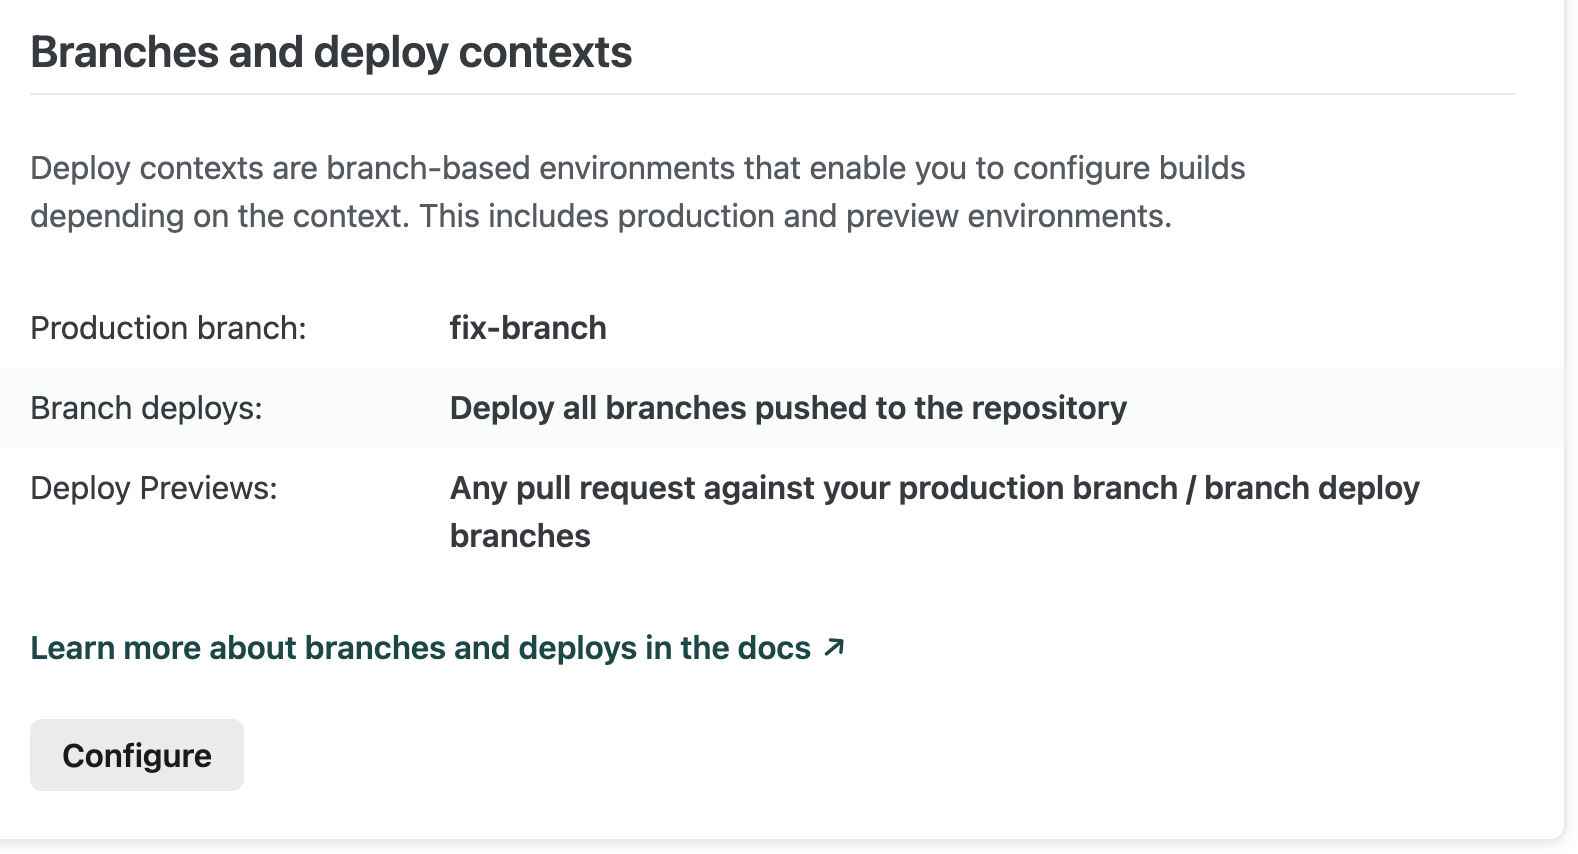 Branches and deploy contexts
Deploy contexts are branch-based environments that enable you to configure builds
depending on the context. This includes production and preview environments.
Production branch: fix-branch
Branch deploys: Deploy all branches pushed to the repository
Deploy Previews: Any pull request against your production branch / branch deploy
branches
Learn more about branches and deploys in the docs ↗
Configure